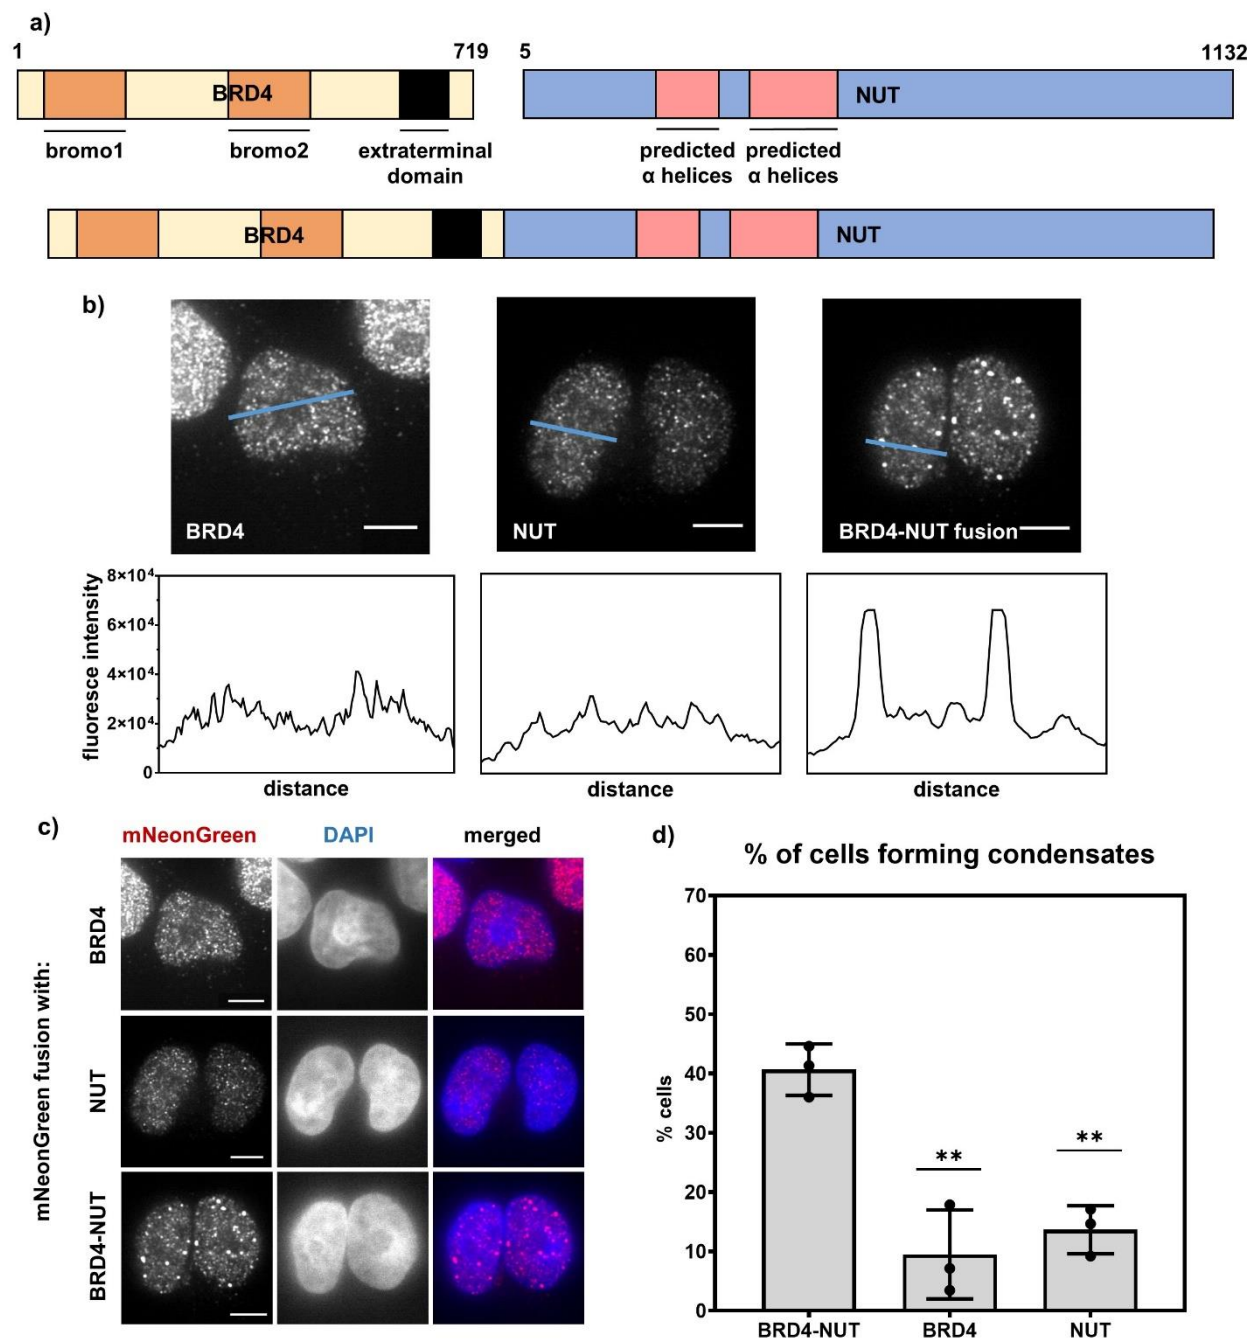 a)
1 719 5 1132
BRD4 NUT
bromo1 bromo2 extraterminal domain predicted α helices predicted α helices
BRD4 NUT
b)
BRD4 NUT BRD4-NUT fusion
fluoresce intensity
8×10⁴
6×10⁴
4×10⁴
2×10⁴
0
distance distance distance
c)
mNeonGreen DAPI merged
mNeonGreen fusion with:
BRD4
NUT
BRD4-NUT
d)
% of cells forming condensates
% cells
70
60
50
40
30
20
10
0
** **
BRD4-NUT BRD4 NUT